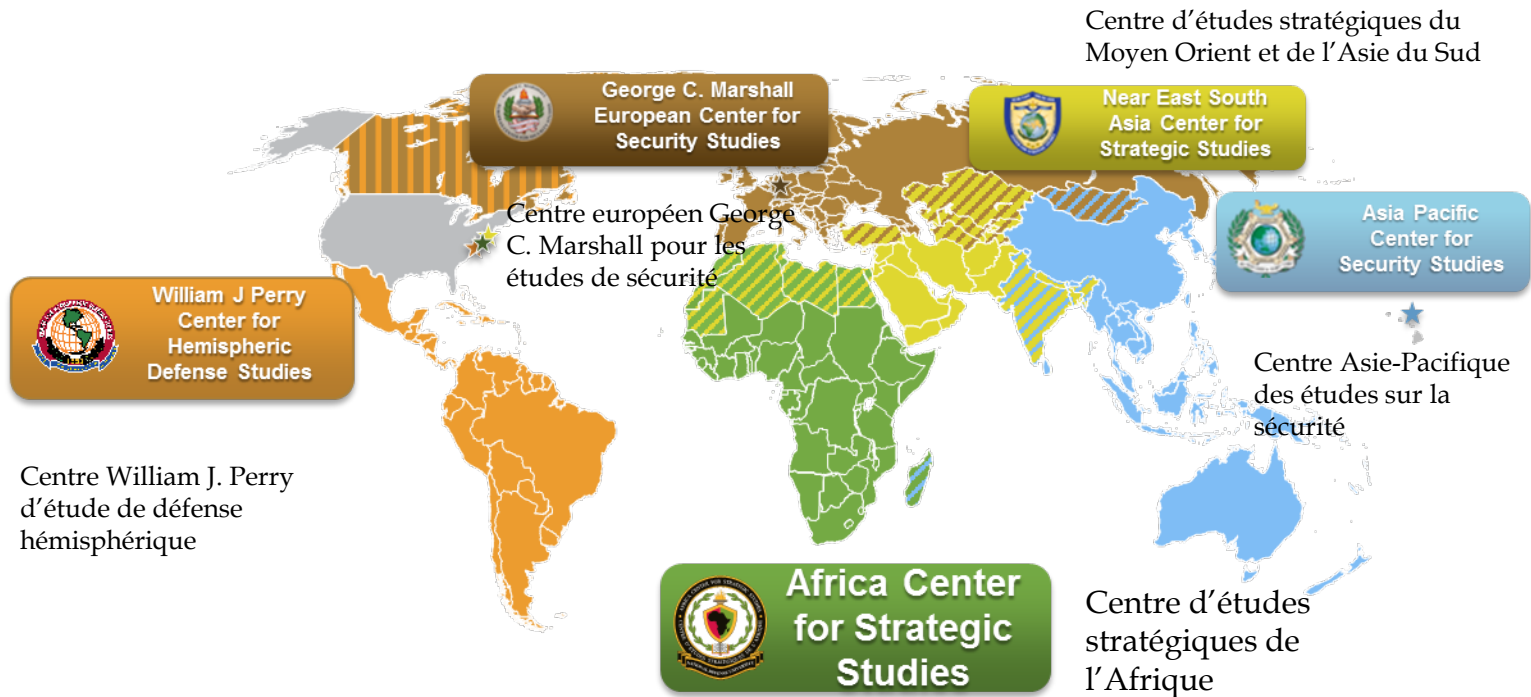 Centre d’études stratégiques du
Moyen Orient et de l’Asie du Sud
George C. Marshall
European Center for
Security Studies
Near East South
Asia Center for
Strategic Studies
Centre européen George
C. Marshall pour les
études de sécurité
Asia Pacific
Center for
Security Studies
William J Perry
Center for
Hemispheric
Defense Studies
Centre Asie-Pacifique
des études sur la
sécurité
Centre William J. Perry
d’étude de défense
hémisphérique
Africa Center
for Strategic
Studies
Centre d’études
stratégiques de
l’Afrique